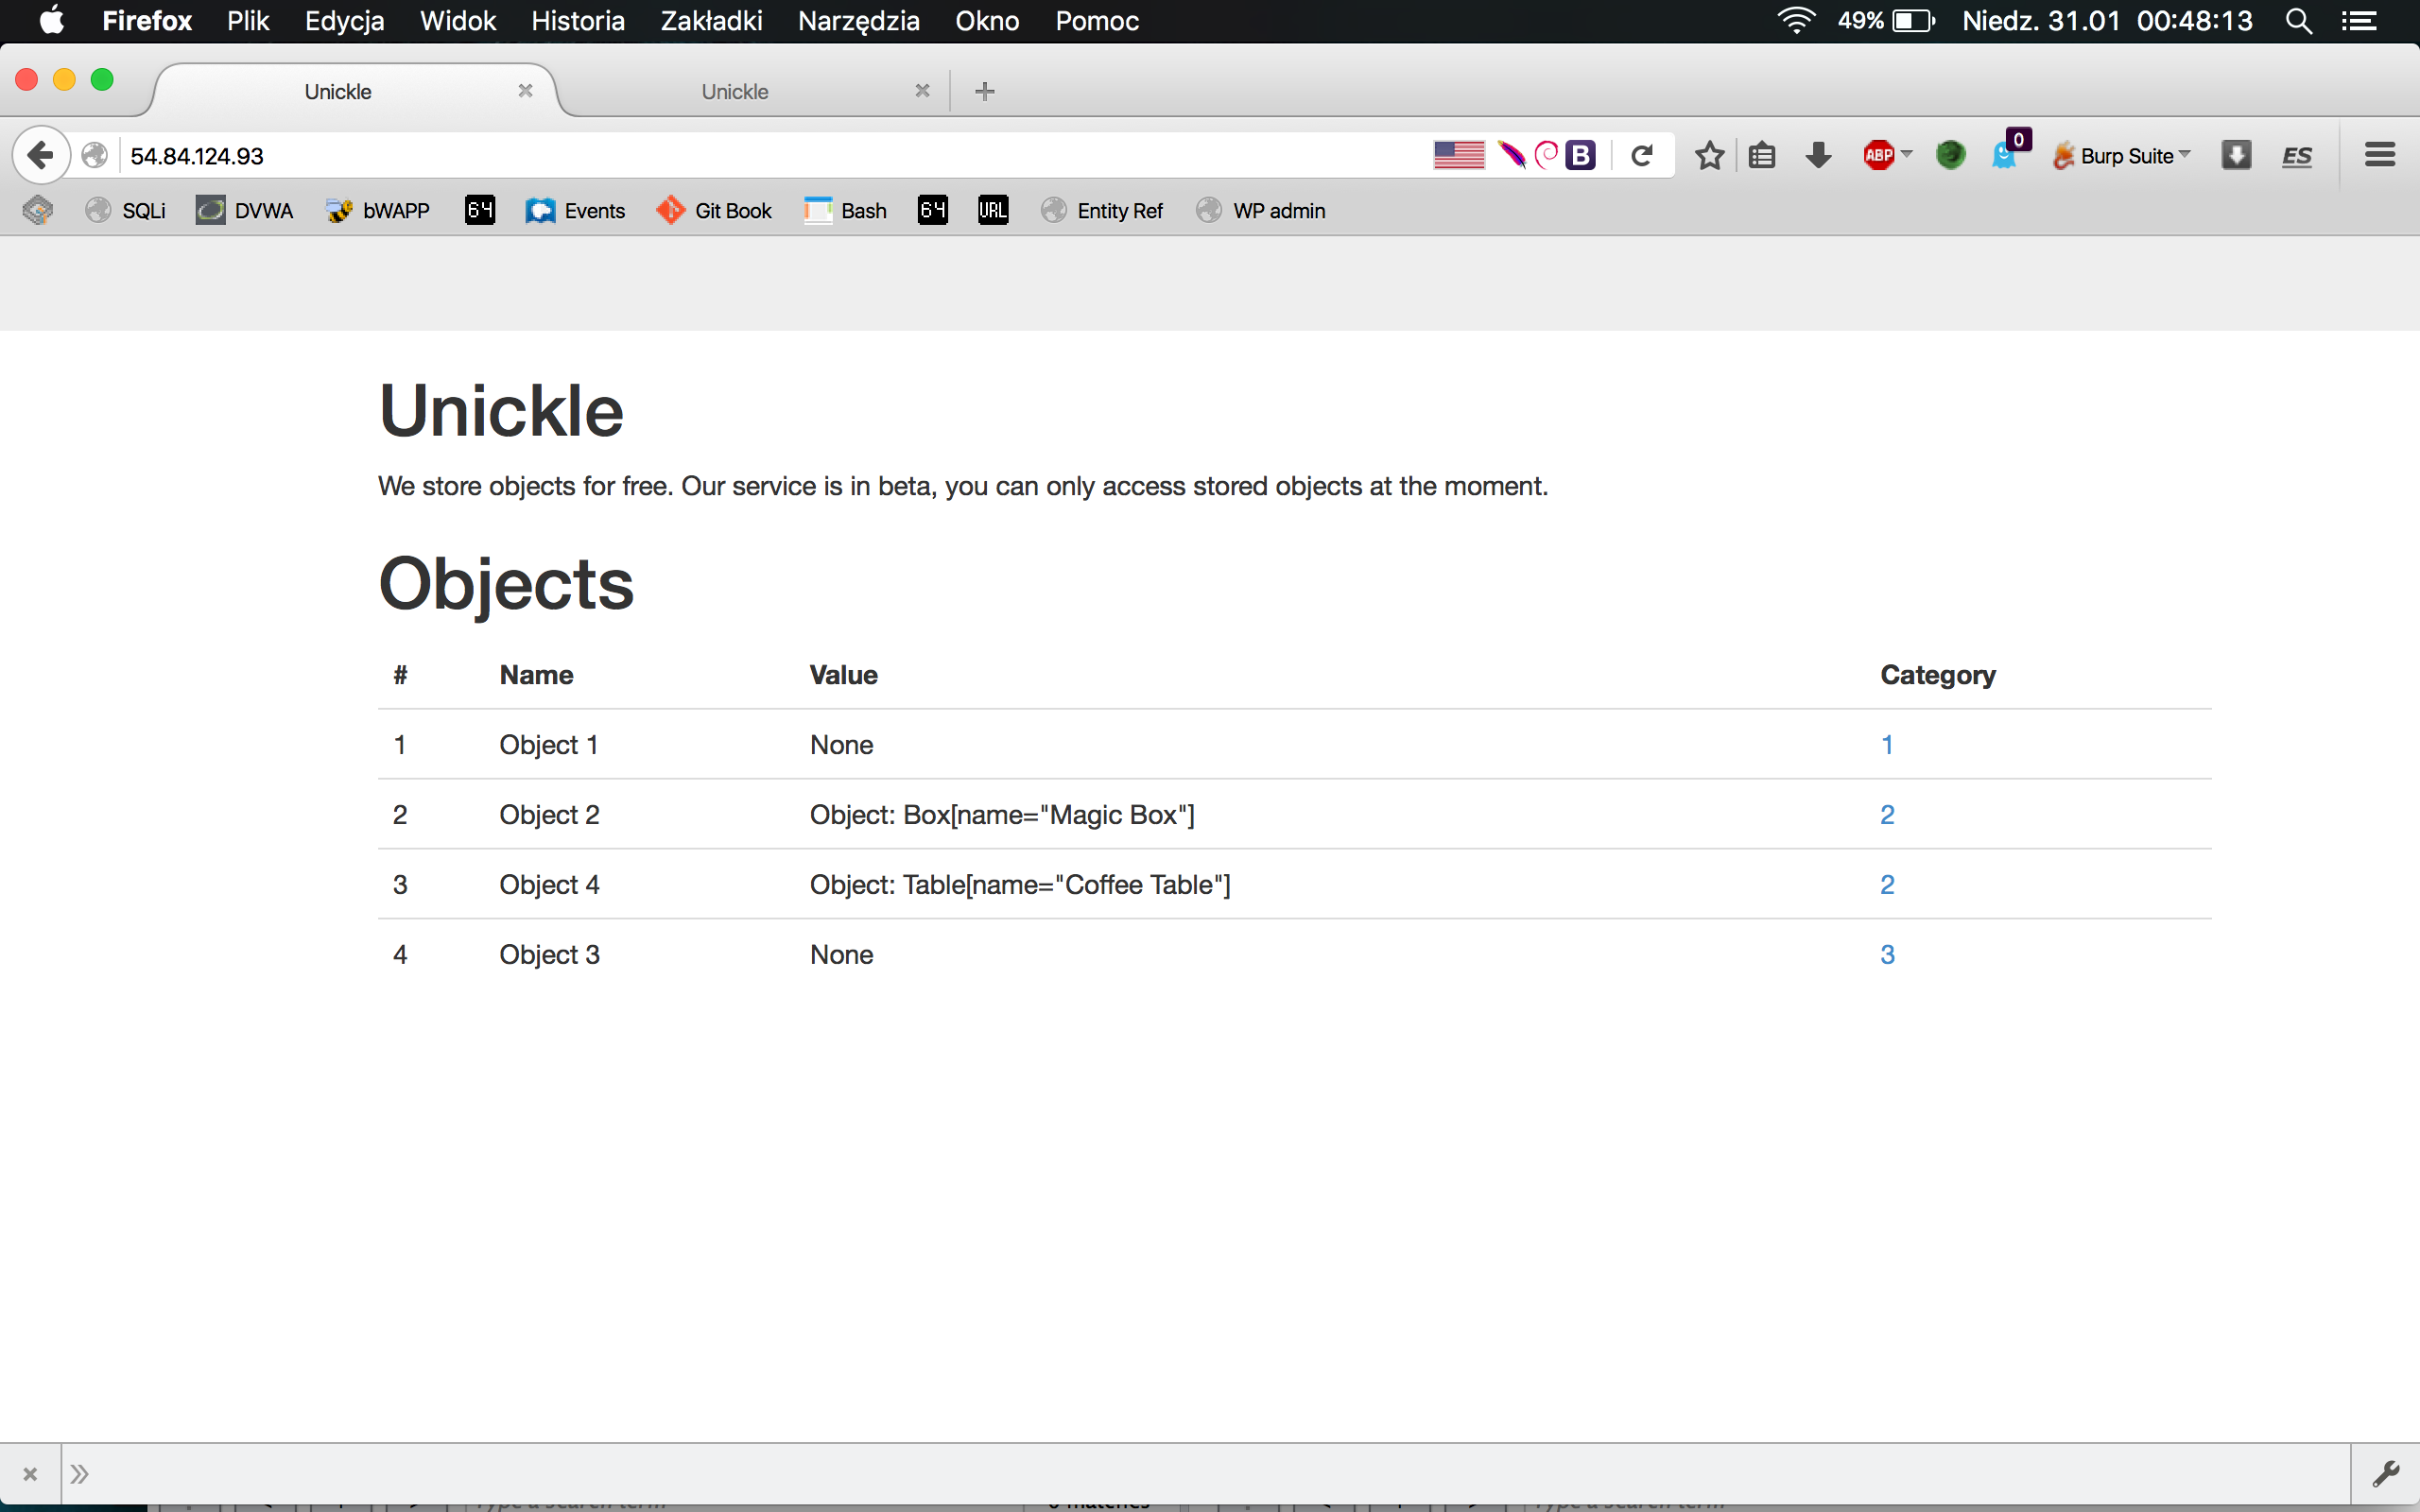 Firefox Plik Edycja Widok Historia Zakładki Narzędzia Okno Pomoc 49% Niedz. 31.01 00:48:13
Unickle Unickle
54.84.124.93 B ABP 0 Burp Suite ES
SQLi DVWA bWAPP 64 Events Git Book Bash 64 URL Entity Ref WP admin
Unickle
We store objects for free. Our service is in beta, you can only access stored objects at the moment.
Objects
# Name Value Category
1 Object 1 None 1
2 Object 2 Object: Box[name="Magic Box"] 2
3 Object 4 Object: Table[name="Coffee Table"] 2
4 Object 3 None 3